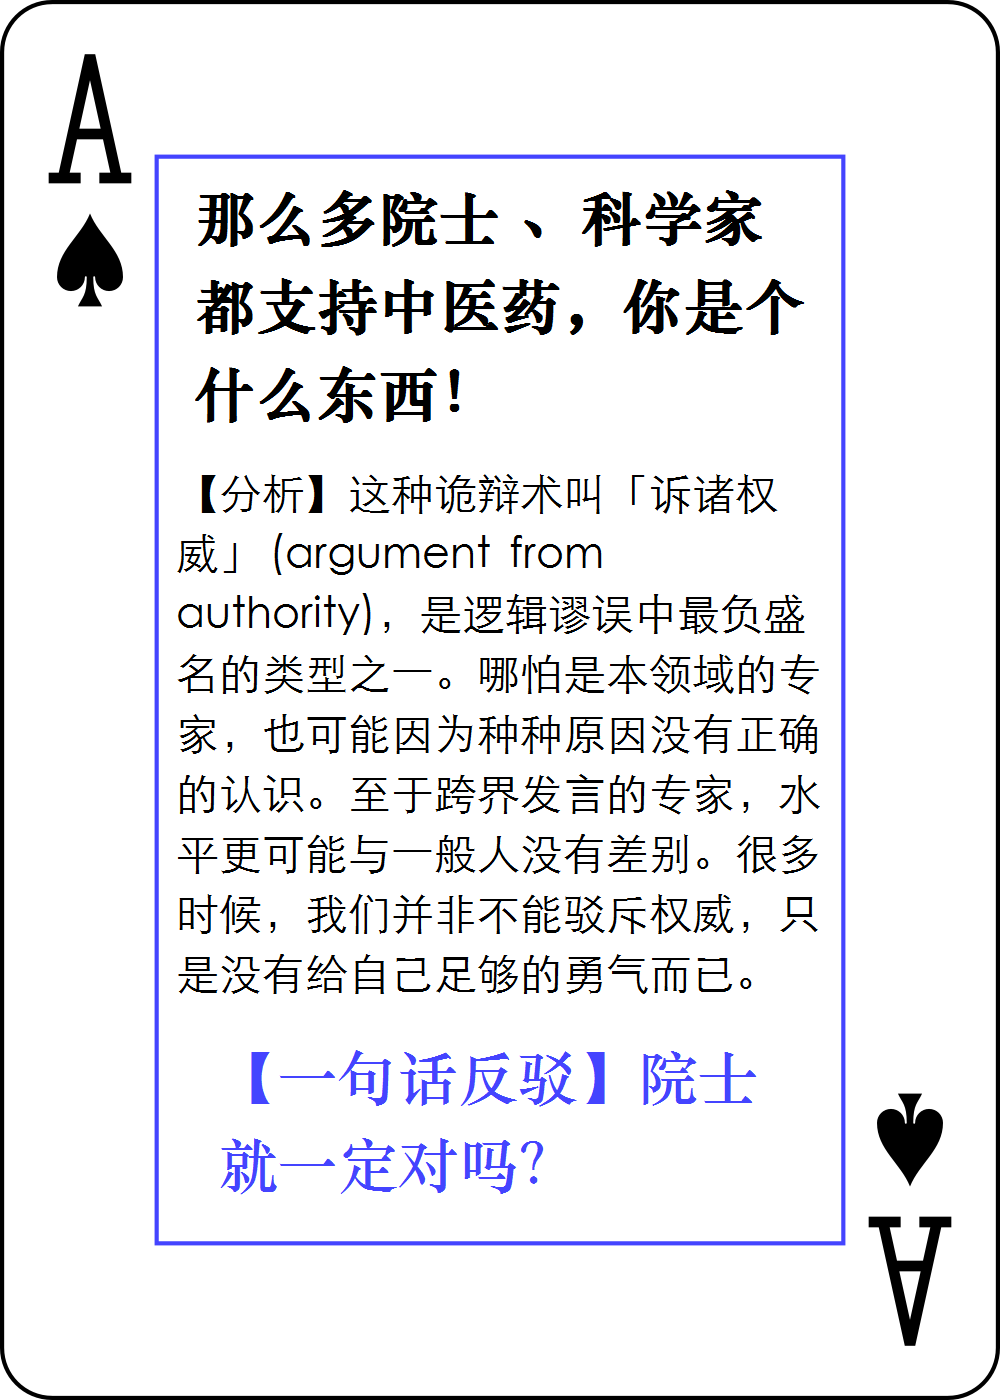 A
那么多院士、科学家
都支持中医药，你是个
什么东西！
【分析】这种诡辩术叫「诉诸权
威」(argument from
authority)，是逻辑谬误中最负盛
名的类型之一。哪怕是本领域的专
家，也可能因为种种原因没有正确
的认识。至于跨界发言的专家，水
平更可能与一般人没有差别。很多
时候，我们并非不能驳斥权威，只
是没有给自己足够的勇气而已。
【一句话反驳】院士
就一定对吗？
A